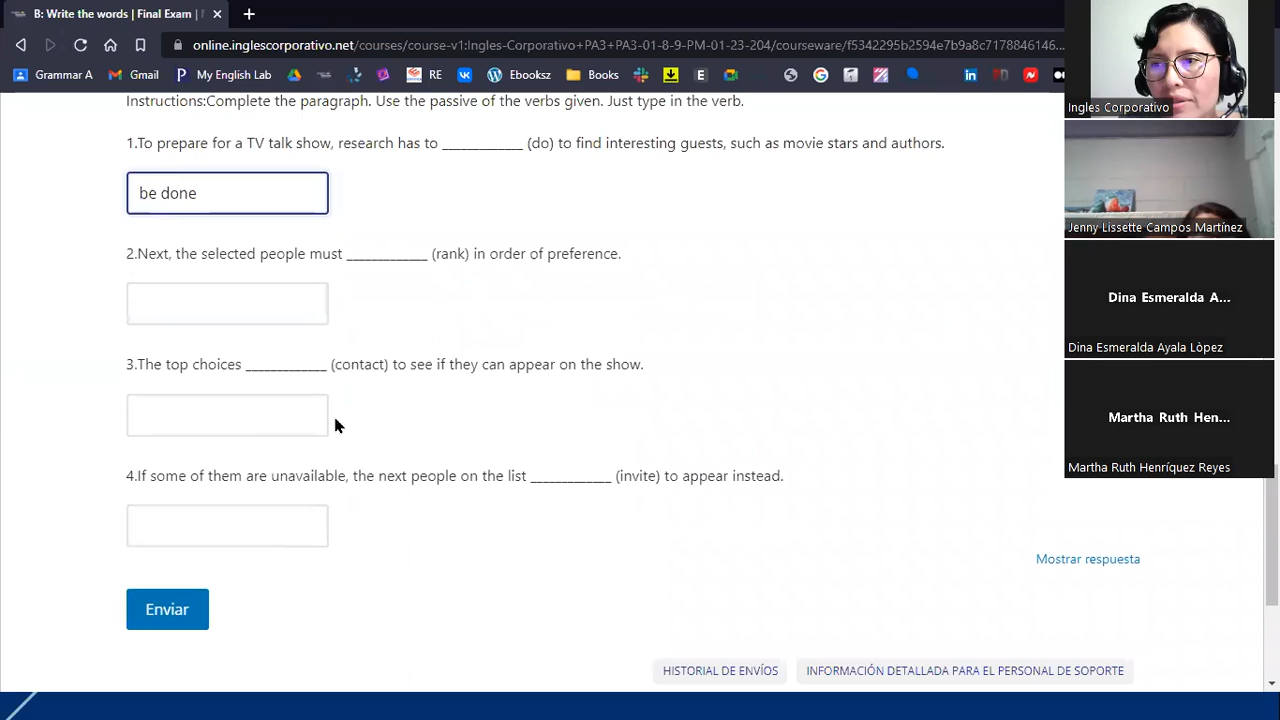 B: Write the words | Final Exam |
online.inglescorporativo.net/courses/course-v1:Ingles-Corporativo+PA3+PA3-01-8-9-PM-01-23-204/courseware/f5342295b2594e7b9a8c7178846146...
Grammar A Gmail My English Lab RE Ebooksz Books
Instructions:Complete the paragraph. Use the passive of the verbs given. Just type in the verb.
1.To prepare for a TV talk show, research has to _____________ (do) to find interesting guests, such as movie stars and authors.
be done
2.Next, the selected people must _____________ (rank) in order of preference.
3.The top choices _____________ (contact) to see if they can appear on the show.
4.If some of them are unavailable, the next people on the list _____________ (invite) to appear instead.
Mostrar respuesta
Enviar
HISTORIAL DE ENVÍOS INFORMACIÓN DETALLADA PARA EL PERSONAL DE SOPORTE
Ingles Corporativo
Jenny Lissette Campos Martínez
Dina Esmeralda A...
Dina Esmeralda Ayala Lòpez
Martha Ruth Hen...
Martha Ruth Henríquez Reyes